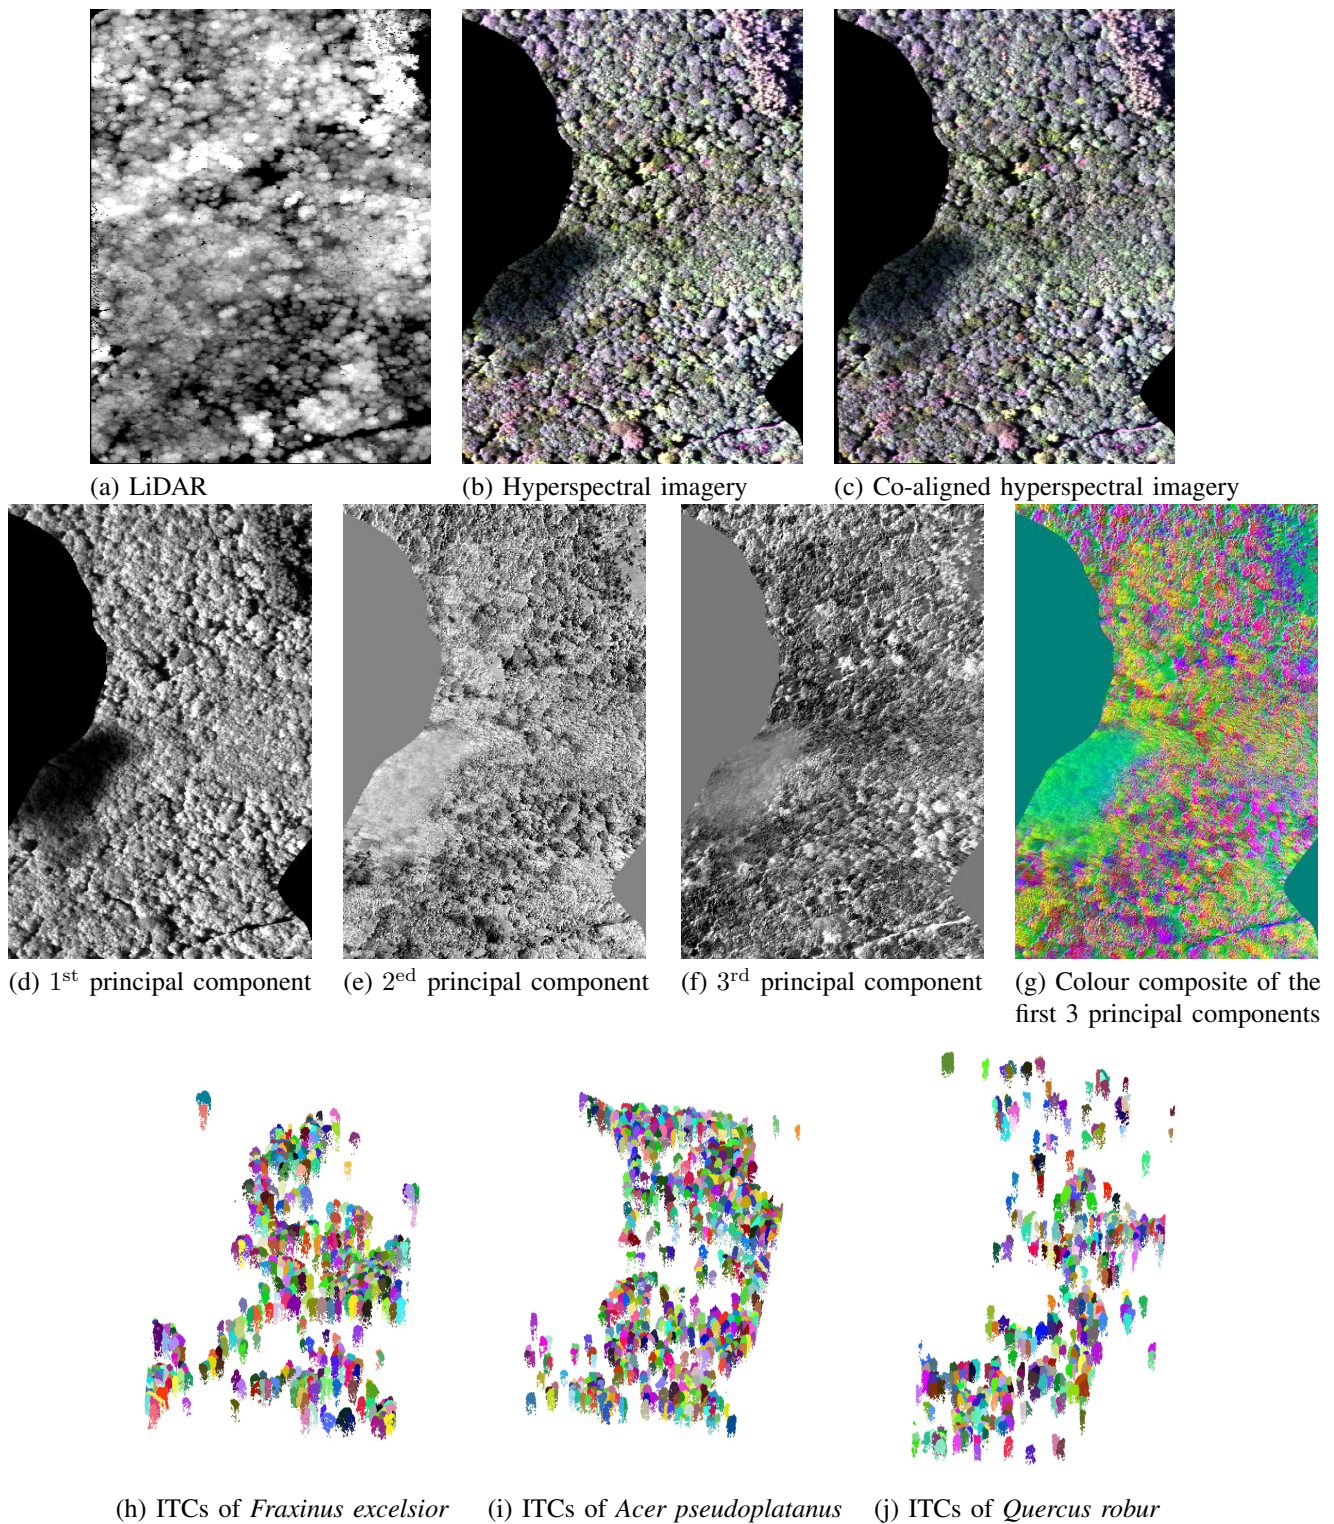 (a) LiDAR
(b) Hyperspectral imagery
(c) Co-aligned hyperspectral imagery
(d) 1st principal component
(e) 2ed principal component
(f) 3rd principal component
(g) Colour composite of the
first 3 principal components
(h) ITCs of Fraxinus excelsior
(i) ITCs of Acer pseudoplatanus
(j) ITCs of Quercus robur